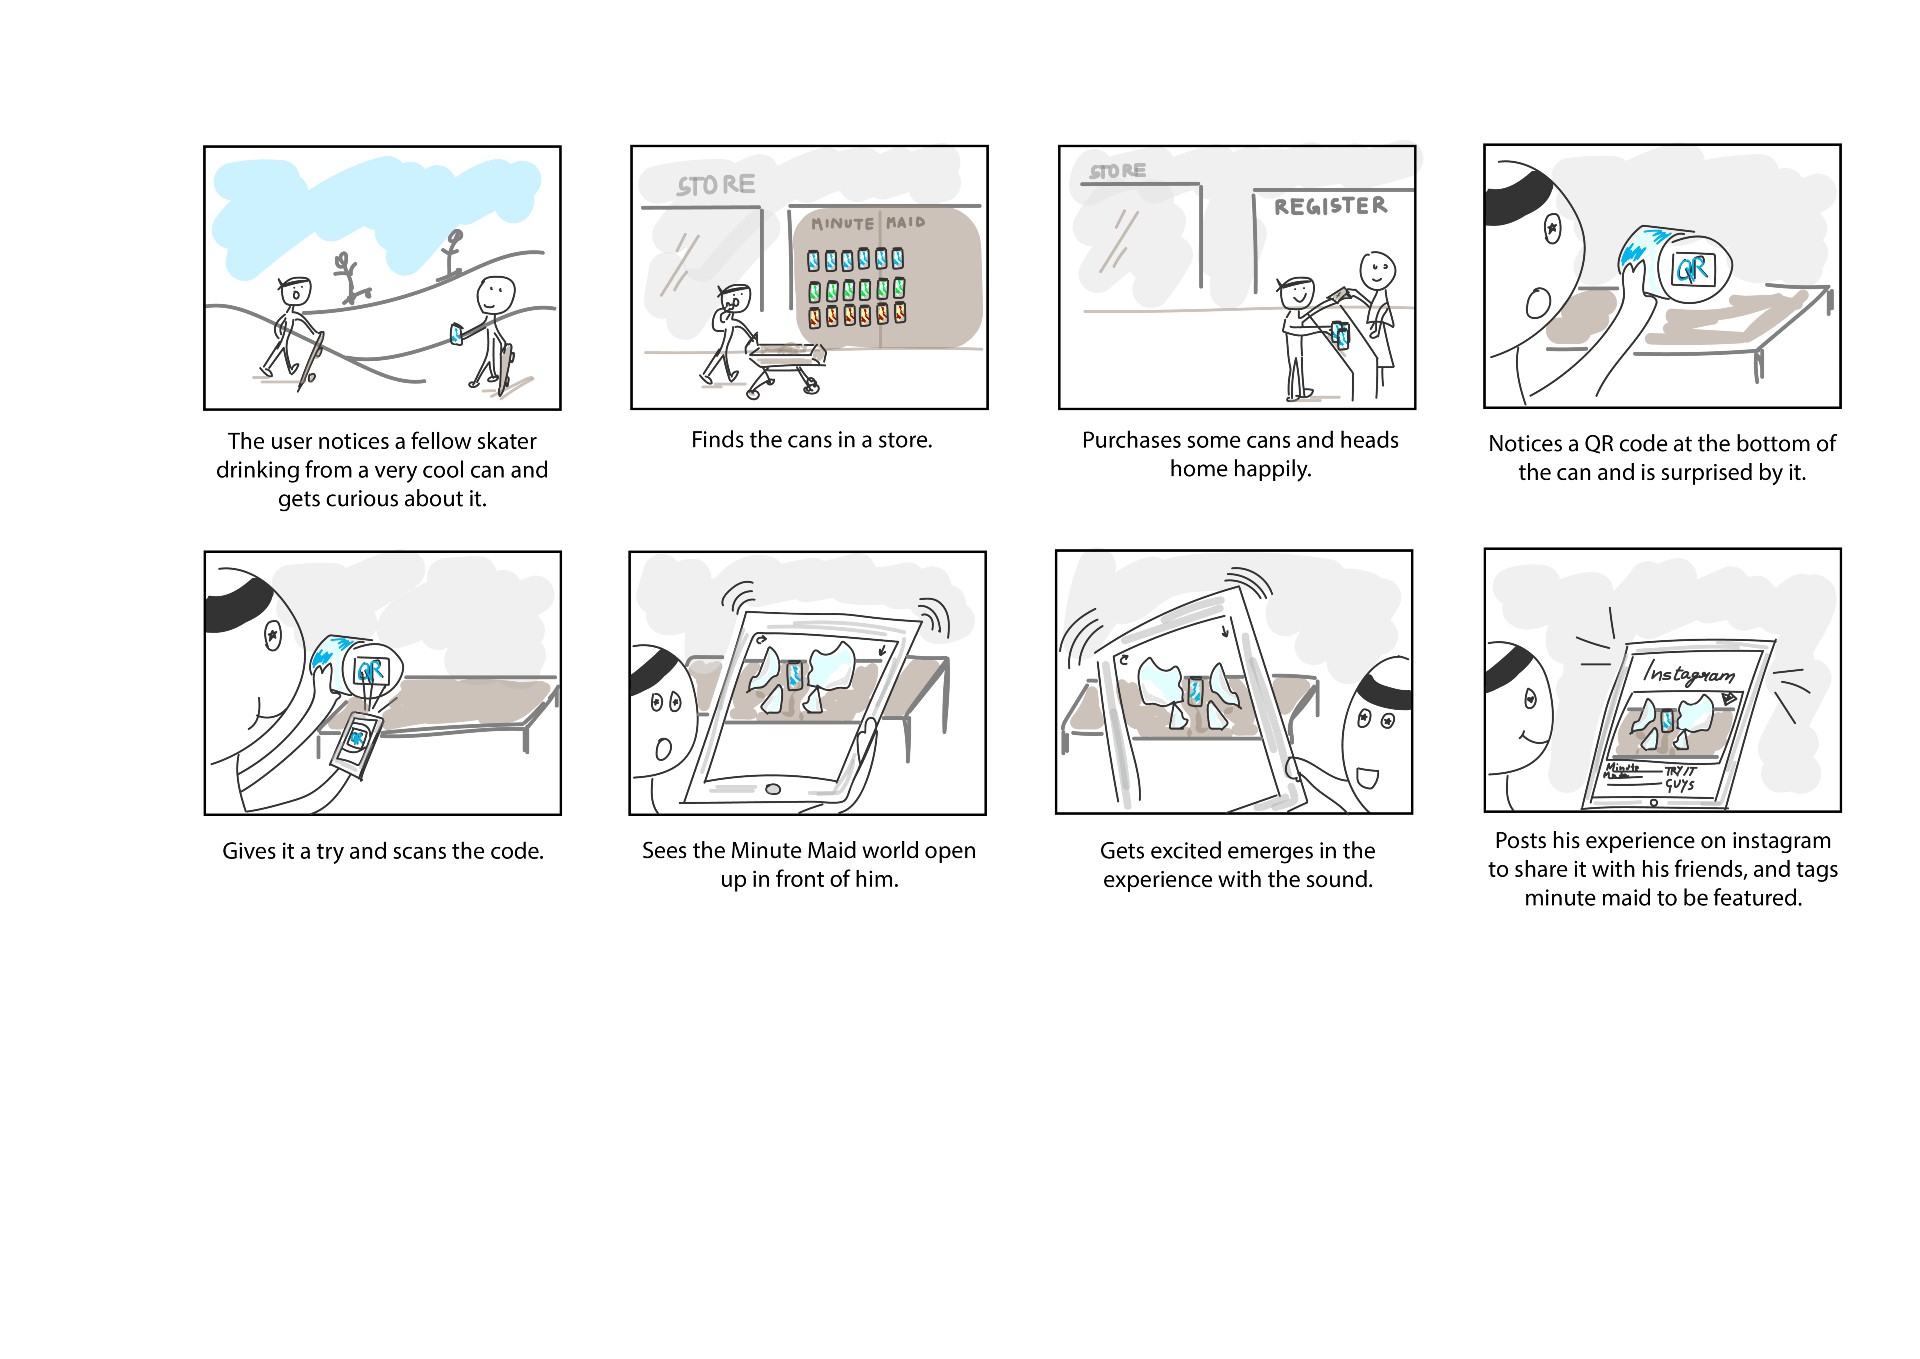 STORE
MINUTE MAID
STORE
REGISTER
QR
The user notices a fellow skater
drinking from a very cool can and
gets curious about it.
Finds the cans in a store.
Purchases some cans and heads
home happily.
Notices a QR code at the bottom of
the can and is surprised by it.
QR
Instagram
Minute
TRY IT
GUYS
Gives it a try and scans the code.
Sees the Minute Maid world open
up in front of him.
Gets excited emerges in the
experience with the sound.
Posts his experience on instagram
to share it with his friends, and tags
minute maid to be featured.